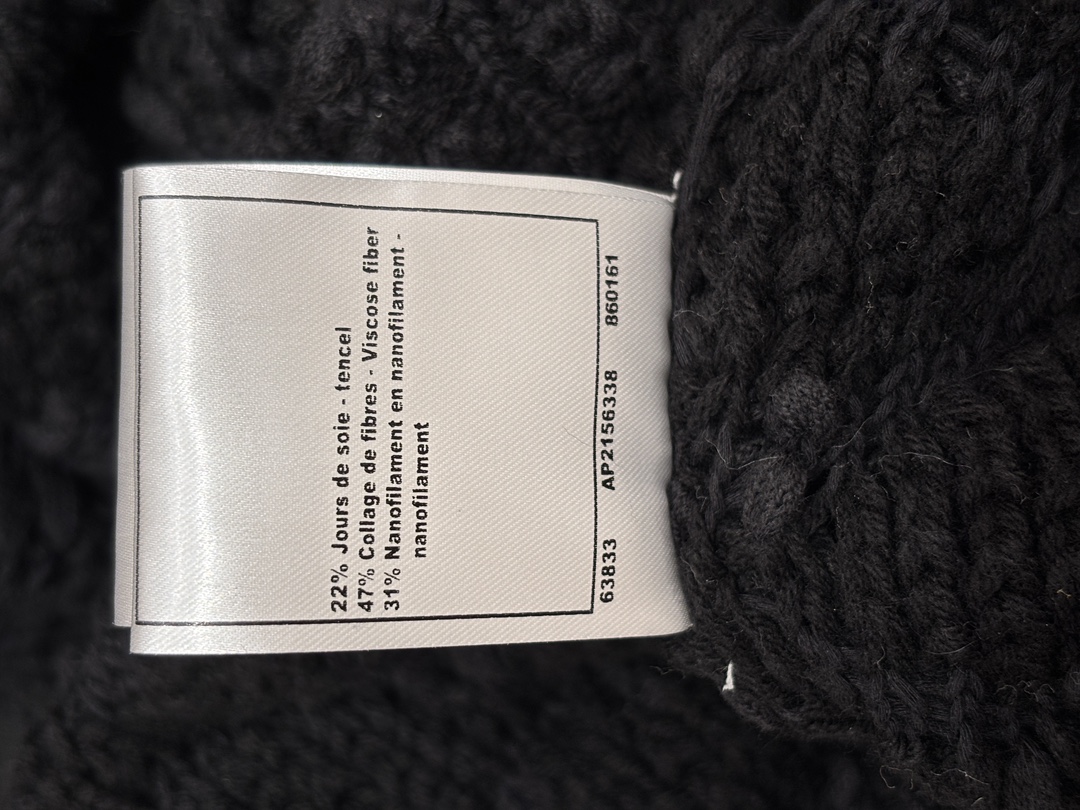 22% Jours de soie - tencel
47% Collage de fibres - Viscose fiber
31% Nanofilament en nanofilament -
nanofilament
63833 AP2156338 860161